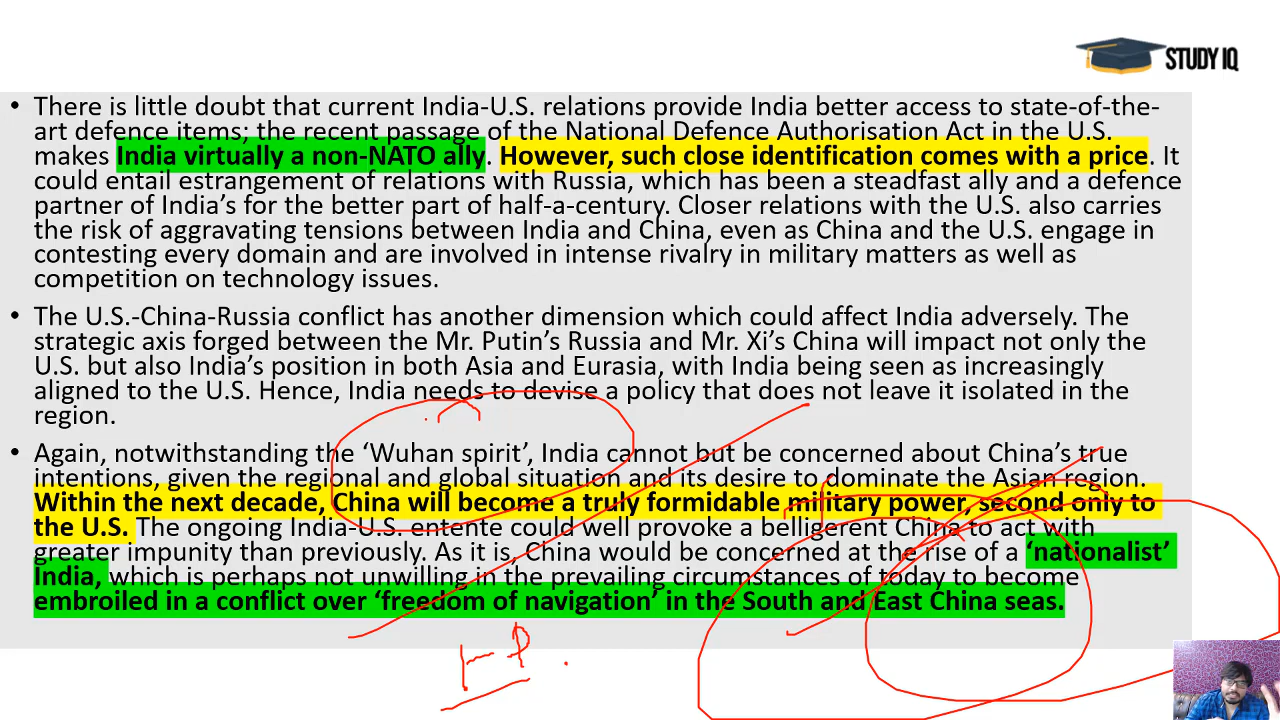 STUDY IQ
• There is little doubt that current India-U.S. relations provide India better access to state-of-the-
art defence items; the recent passage of the National Defence Authorisation Act in the U.S.
makes India virtually a non-NATO ally. However, such close identification comes with a price. It
could entail estrangement of relations with Russia, which has been a steadfast ally and a defence
partner of India's for the better part of half-a-century. Closer relations with the U.S. also carries
the risk of aggravating tensions between India and China, even as China and the U.S. engage in
contesting every domain and are involved in intense rivalry in military matters as well as
competition on technology issues.
• The U.S.-China-Russia conflict has another dimension which could affect India adversely. The
strategic axis forged between the Mr. Putin's Russia and Mr. Xi's China will impact not only the
U.S. but also India's position in both Asia and Eurasia, with India being seen as increasingly
aligned to the U.S. Hence, India needs to devise a policy that does not leave it isolated in the
region.
• Again, notwithstanding the 'Wuhan spirit', India cannot but be concerned about China's true
intentions, given the regional and global situation and its desire to dominate the Asian region.
Within the next decade, China will become a truly formidable military power, second only to
the U.S. The ongoing India-U.S. entente could well provoke a belligerent China to act with
greater impunity than previously. As it is, China would be concerned at the rise of a 'nationalist'
India, which is perhaps not unwilling in the prevailing circumstances of today to become
embroiled in a conflict over 'freedom of navigation' in the South and East China seas.